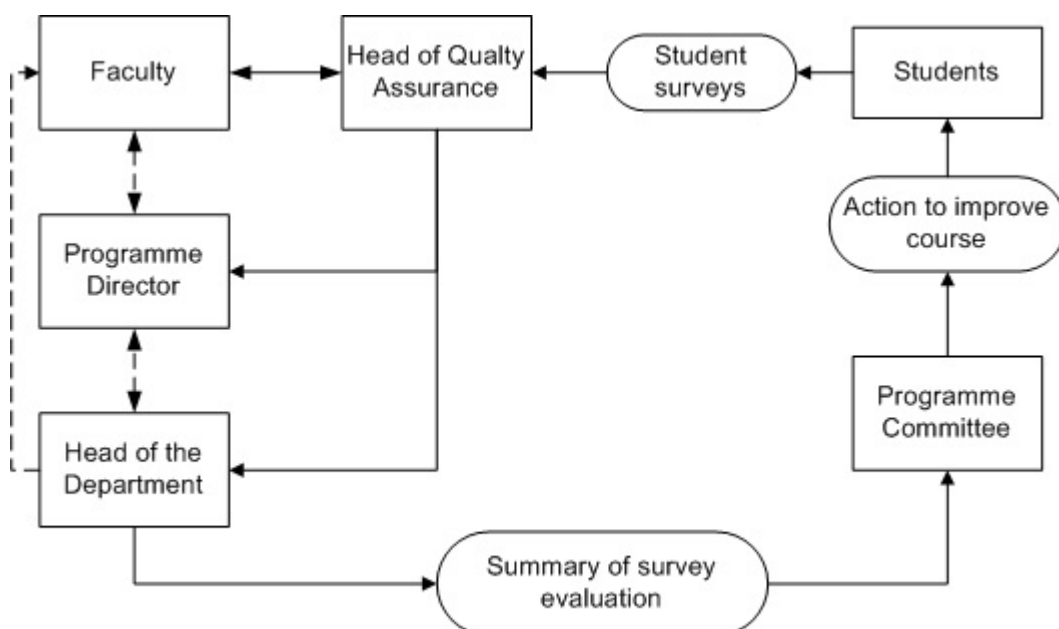 Faculty
Head of Qualty
Assurance
Student
surveys
Students
Programme
Director
Action to improve
course
Head of the
Department
Programme
Committee
Summary of survey
evaluation